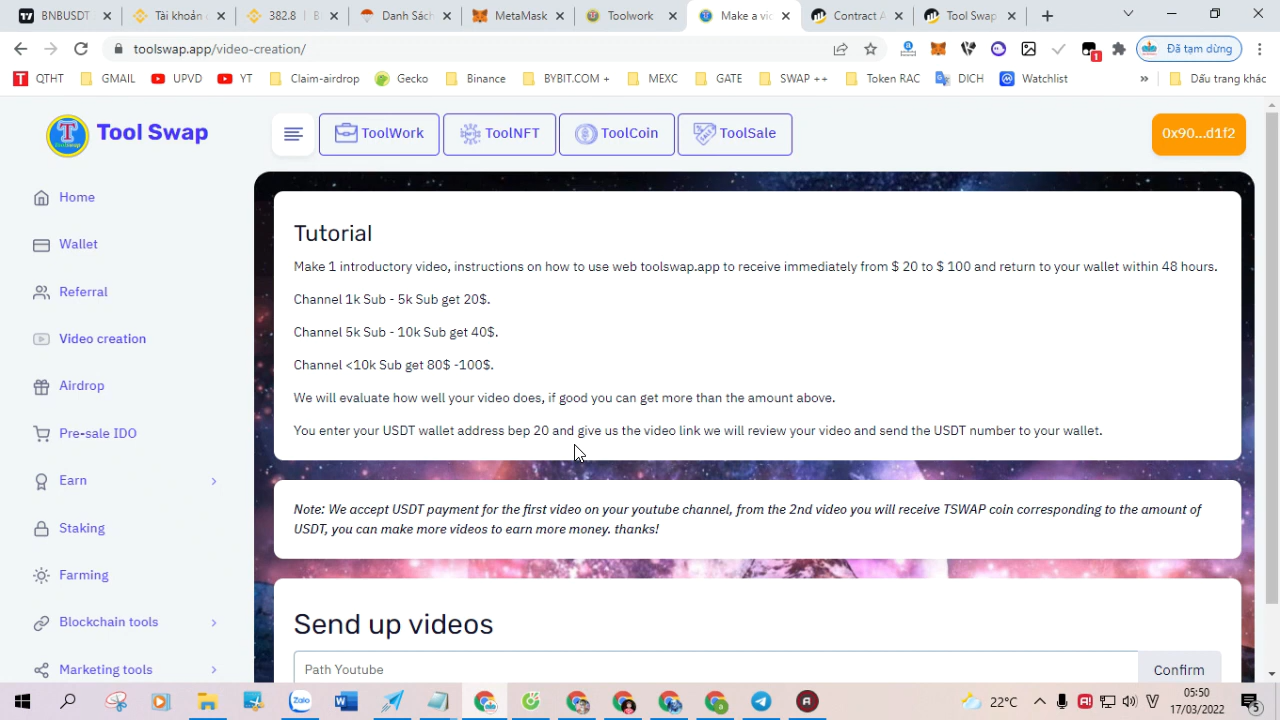 BNBUSDT
Tài khoản
382.8 | B
Danh Sác
MetaMask
Toolwork
Make a vi
Contract A
Tool Swap
toolswap.app/video-creation/
1
Đã tạm dừng
QTHT
GMAIL
UPVD
YT
Claim-airdrop
Gecko
Binance
BYBIT.COM +
MEXC
GATE
SWAP ++
Token RAC
DICH
Watchlist
»
Dấu trang khác
Tool Swap
ToolWork
ToolNFT
ToolCoin
ToolSale
0x90...d1f2
Home
Wallet
Referral
Video creation
Airdrop
Pre-sale IDO
Earn
Staking
Farming
Blockchain tools
Marketing tools
Tutorial
Make 1 introductory video, instructions on how to use web toolswap.app to receive immediately from $ 20 to $ 100 and return to your wallet within 48 hours.
Channel 1k Sub - 5k Sub get 20$.
Channel 5k Sub - 10k Sub get 40$.
Channel <10k Sub get 80$ -100$.
We will evaluate how well your video does, if good you can get more than the amount above.
You enter your USDT wallet address bep 20 and give us the video link we will review your video and send the USDT number to your wallet.
Note: We accept USDT payment for the first video on your youtube channel, from the 2nd video you will receive TSWAP coin corresponding to the amount of
USDT, you can make more videos to earn more money. thanks!
Send up videos
Path Youtube
Confirm
Zalo
22°C
05:50
17/03/2022
5